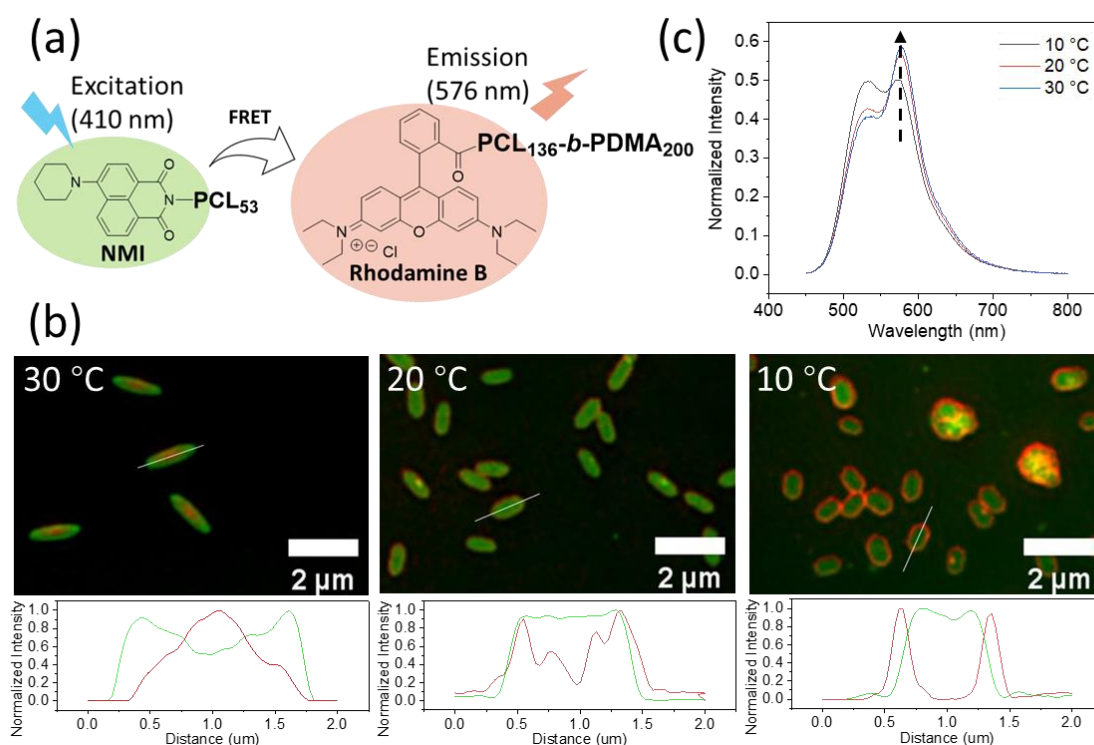 (a)
Excitation
(410 nm)
FRET
Emission
(576 nm)
N
O
N
O
PCL53
NMI
O
PCL136-b-PDMA200
N
⊕ ⊖ Cl
O
N
Rhodamine B
(c)
Normalized Intensity
0.6
0.5
0.4
0.3
0.2
0.1
0.0
10 °C
20 °C
30 °C
400 500 600 700 800
Wavelength (nm)
(b)
30 °C
2 µm
20 °C
2 µm
10 °C
2 µm
Normalized Intensity
1.0
0.8
0.6
0.4
0.2
0.0
0.0 0.5 1.0 1.5 2.0
Distance (um)
Normalized Intensity
1.0
0.8
0.6
0.4
0.2
0.0
0.0 0.5 1.0 1.5 2.0
Distance (um)
Normalized Intensity
1.0
0.8
0.6
0.4
0.2
0.0
0.0 0.5 1.0 1.5 2.0
Distance (um)